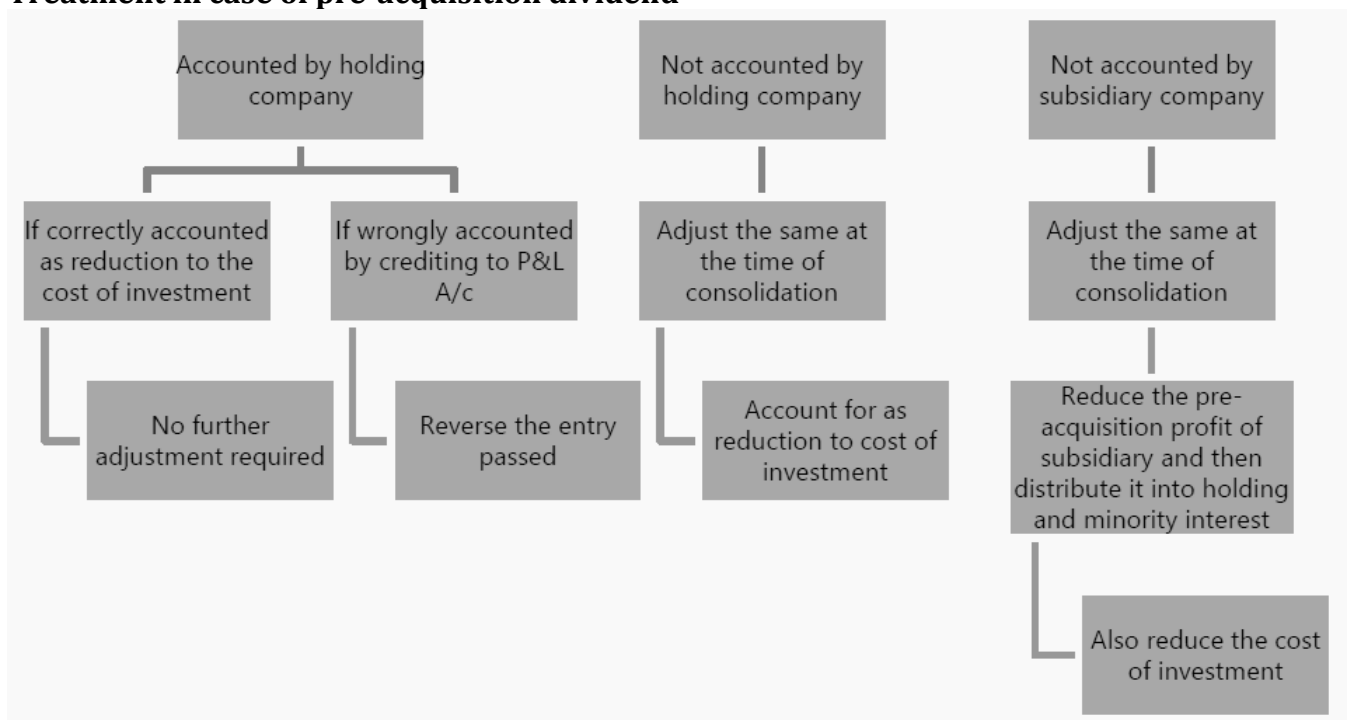 Treatment in case of pre-acquisition dividend
Accounted by holding
company
Not accounted by
holding company
Not accounted by
subsidiary company
If correctly accounted
as reduction to the
cost of investment
If wrongly accounted
by crediting to P&L
A/c
Adjust the same at
the time of
consolidation
Adjust the same at
the time of
consolidation
No further
adjustment required
Reverse the entry
passed
Account for as
reduction to cost of
investment
Reduce the pre-
acquisition profit of
subsidiary and then
distribute it into holding
and minority interest
Also reduce the cost
of investment